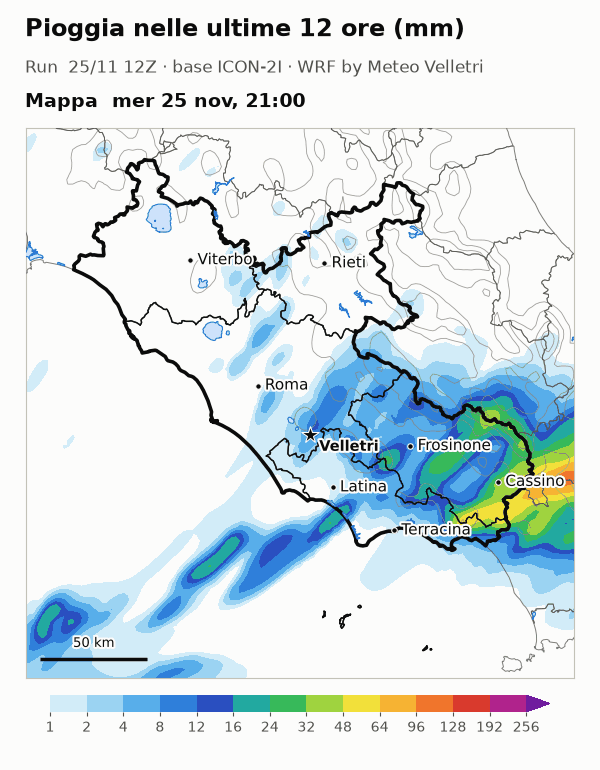 Pioggia nelle ultime 12 ore (mm)
Run  25/11 12Z · base ICON-2I · WRF by Meteo Velletri
Mappa  mer 25 nov, 21:00
Viterbo
Rieti
Roma
Velletri
Frosinone
Latina
Cassino
Terracina
50 km
1 2 4 8 12 16 24 32 48 64 96 128 192 256